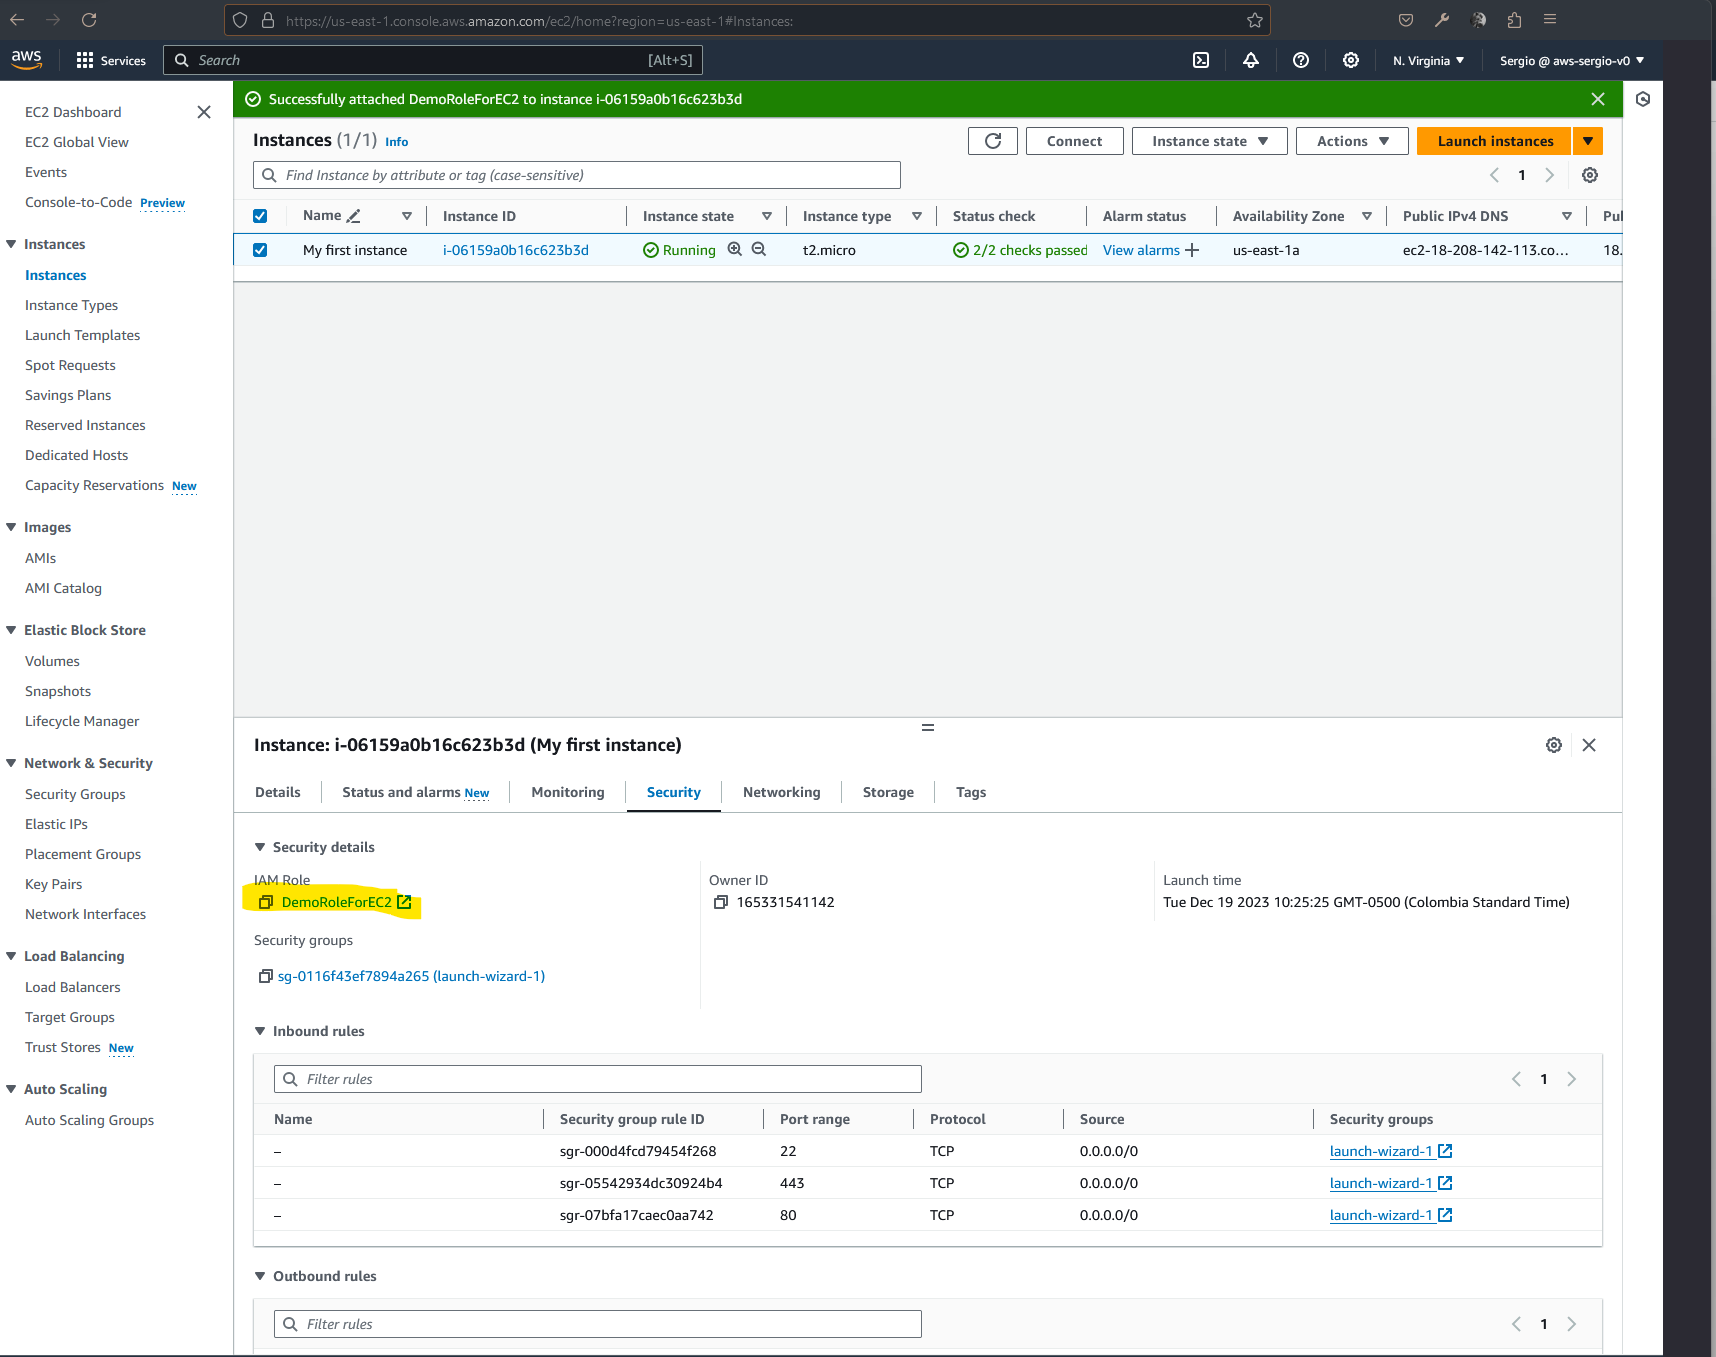 https://us-east-1.console.aws.amazon.com/ec2/home?region=us-east-1#Instances:
aws
Services
Search
[Alt+S]
N. Virginia
Sergio @ aws-sergio-v0
EC2 Dashboard
EC2 Global View
Events
Console-to-Code Preview
Instances
Instances
Instance Types
Launch Templates
Spot Requests
Savings Plans
Reserved Instances
Dedicated Hosts
Capacity Reservations New
Images
AMIs
AMI Catalog
Elastic Block Store
Volumes
Snapshots
Lifecycle Manager
Network & Security
Security Groups
Elastic IPs
Placement Groups
Key Pairs
Network Interfaces
Load Balancing
Load Balancers
Target Groups
Trust Stores New
Auto Scaling
Auto Scaling Groups
Successfully attached DemoRoleForEC2 to instance i-06159a0b16c623b3d
Instances (1/1) Info
Connect
Instance state
Actions
Launch instances
Find Instance by attribute or tag (case-sensitive)
1
Name Instance ID Instance state Instance type Status check Alarm status Availability Zone Public IPv4 DNS
My first instance i-06159a0b16c623b3d Running t2.micro 2/2 checks passed View alarms us-east-1a ec2-18-208-142-113.co... 18.
Instance: i-06159a0b16c623b3d (My first instance)
Details Status and alarms New Monitoring Security Networking Storage Tags
Security details
IAM Role
DemoRoleForEC2
Owner ID
165331541142
Launch time
Tue Dec 19 2023 10:25:25 GMT-0500 (Colombia Standard Time)
Security groups
sg-0116f43ef7894a265 (launch-wizard-1)
Inbound rules
Filter rules
1
Name Security group rule ID Port range Protocol Source Security groups
– sgr-000d4fcd79454f268 22 TCP 0.0.0.0/0 launch-wizard-1
– sgr-05542934dc30924b4 443 TCP 0.0.0.0/0 launch-wizard-1
– sgr-07bfa17caec0aa742 80 TCP 0.0.0.0/0 launch-wizard-1
Outbound rules
Filter rules
1